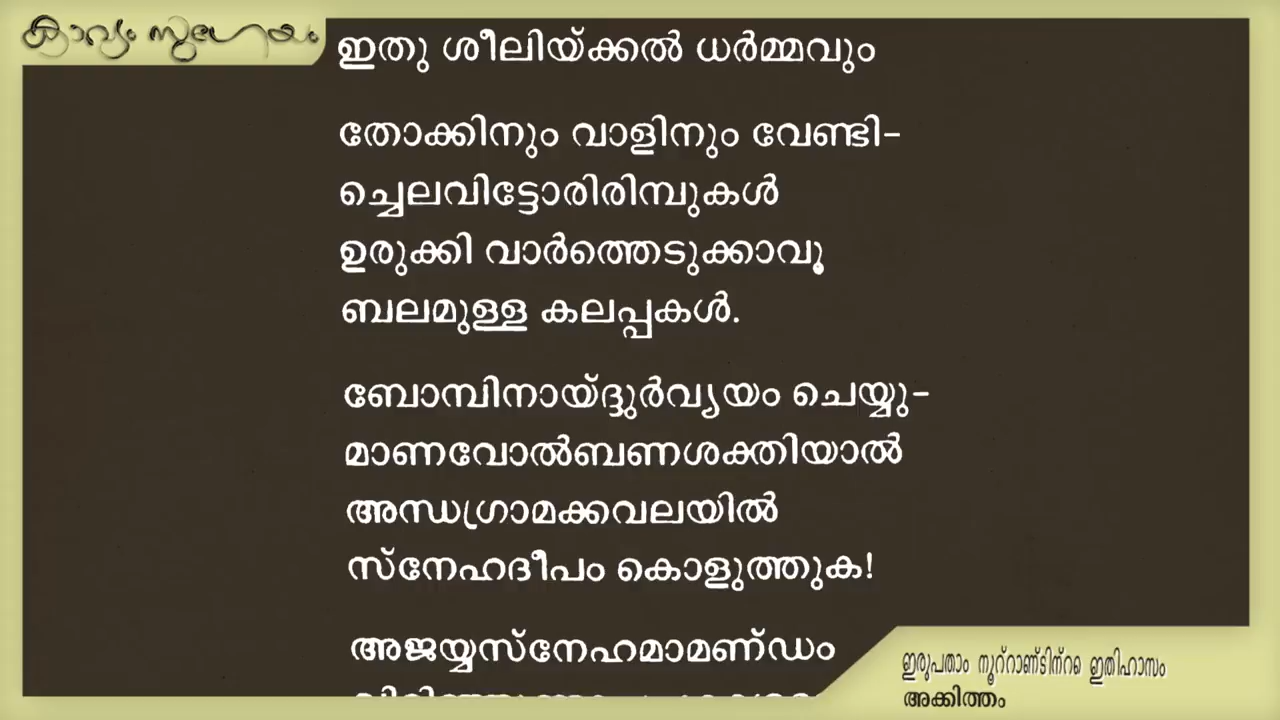 കാവ്യം സുഗേയം
ഇതു ശീലിയ്ക്കൽ ധർമ്മവും
തോക്കിനും വാളിനും വേണ്ടി-
ച്ചെലവിട്ടോരിരിമ്പുകൾ
ഉരുക്കി വാർത്തെടുക്കാവൂ
ബലമുള്ള കലപ്പകൾ.
ബോമ്പിനായ്ദ്ദുർവ്യയം ചെയ്യു-
മാണവോൽബണശക്തിയാൽ
അന്ധഗ്രാമക്കവലയിൽ
സ്നേഹദീപം കൊളുത്തുക!
അജയ്യസ്നേഹമാമണ്ഡം
ഇരുപതാം നൂറ്റാണ്ടിന്റെ ഇതിഹാസം
അക്കിത്തം